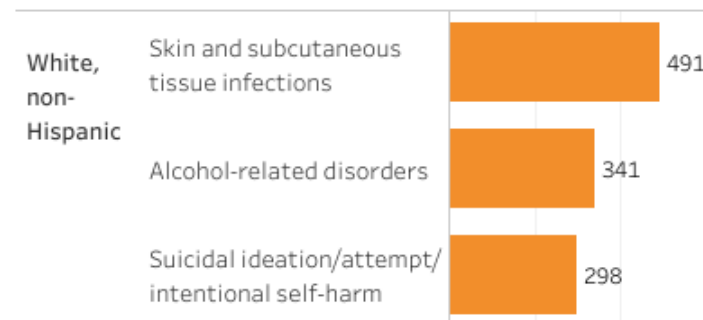 White,
non-
Hispanic
Skin and subcutaneous
tissue infections
491
Alcohol-related disorders
341
Suicidal ideation/attempt/
intentional self-harm
298